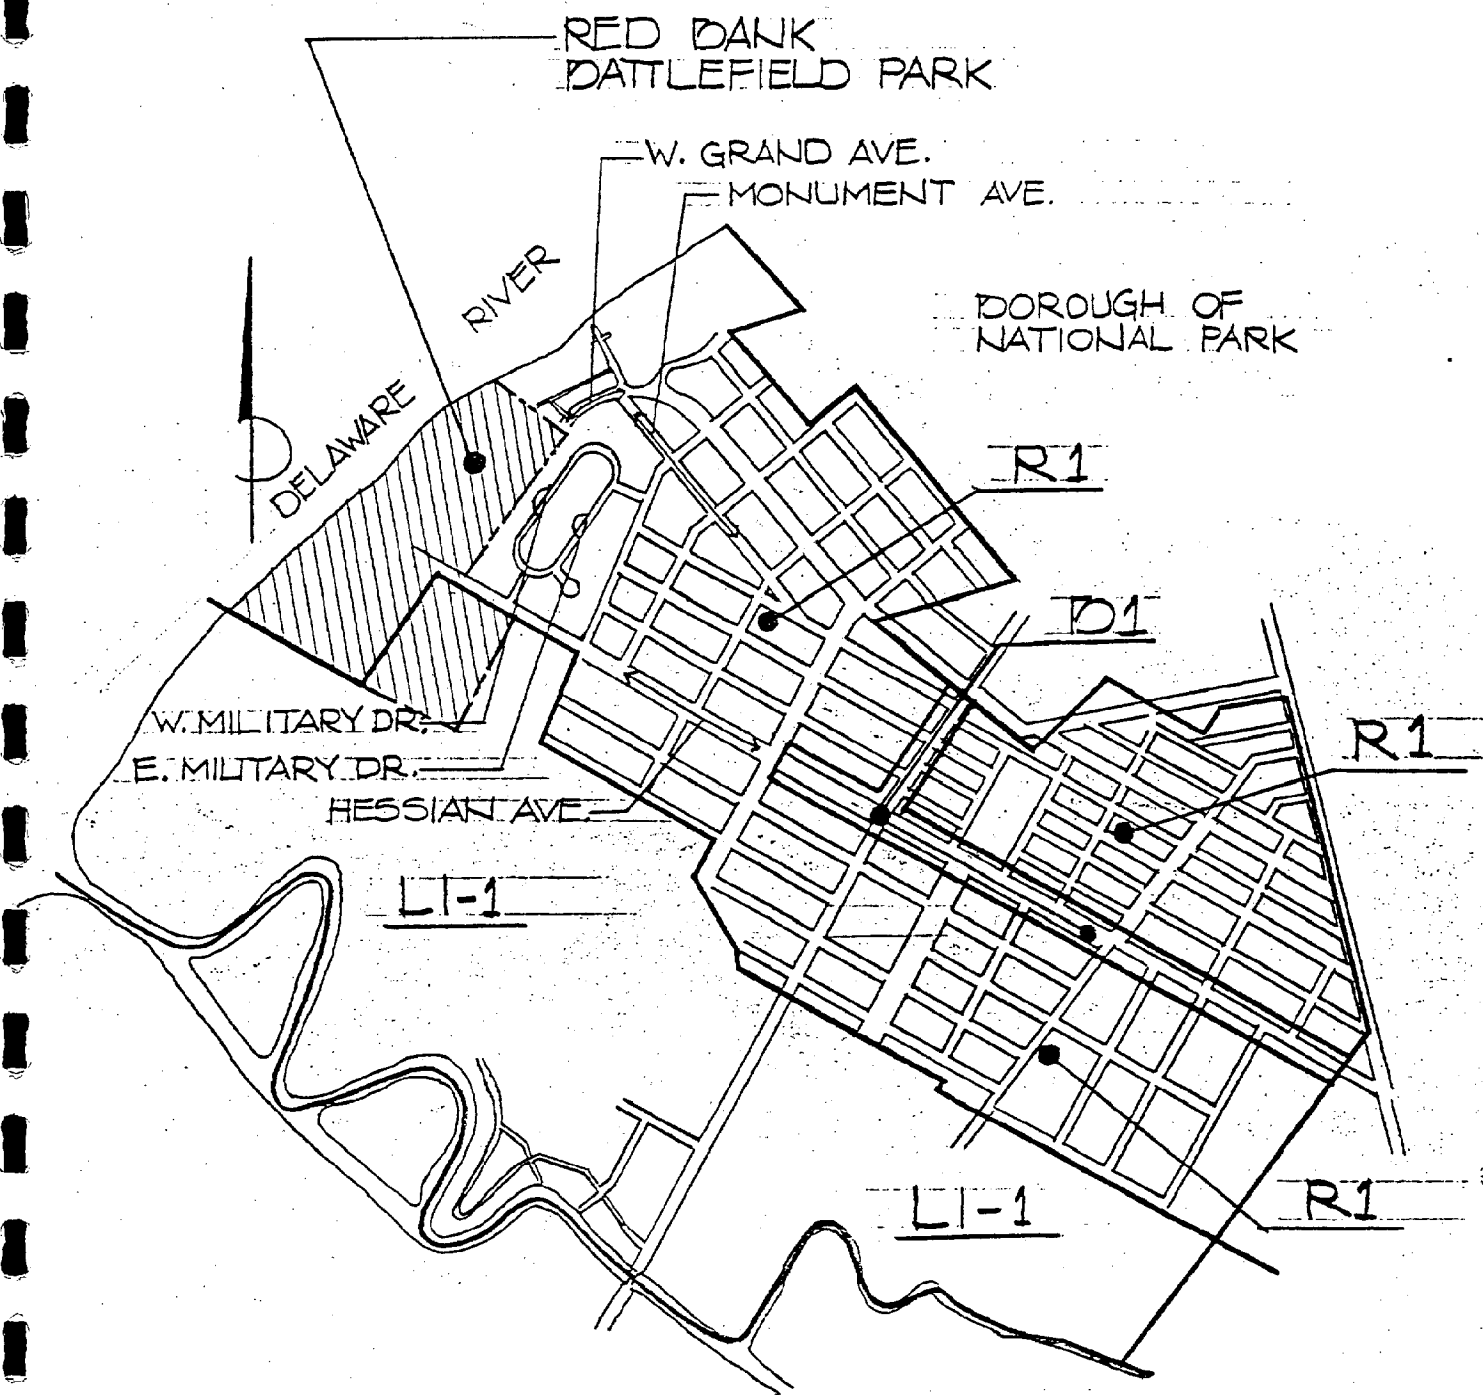 RED BANK
BATTLEFIELD PARK
W. GRAND AVE.
MONUMENT AVE.
DELAWARE RIVER
BOROUGH OF
NATIONAL PARK
R1
B1
R1
W. MILITARY DR.
E. MILITARY DR.
HESSIAN AVE.
LI-1
LI-1
R1